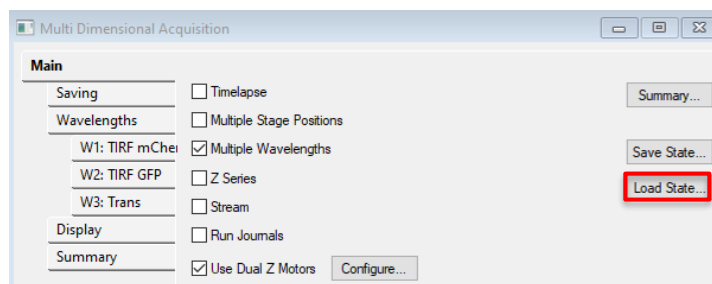 Multi Dimensional Acquisition
Main
Saving
Wavelengths
W1: TIRF mCher
W2: TIRF GFP
W3: Trans
Display
Summary
Timelapse
Multiple Stage Positions
Multiple Wavelengths
Z Series
Stream
Run Journals
Use Dual Z Motors Configure...
Summary...
Save State...
Load State...